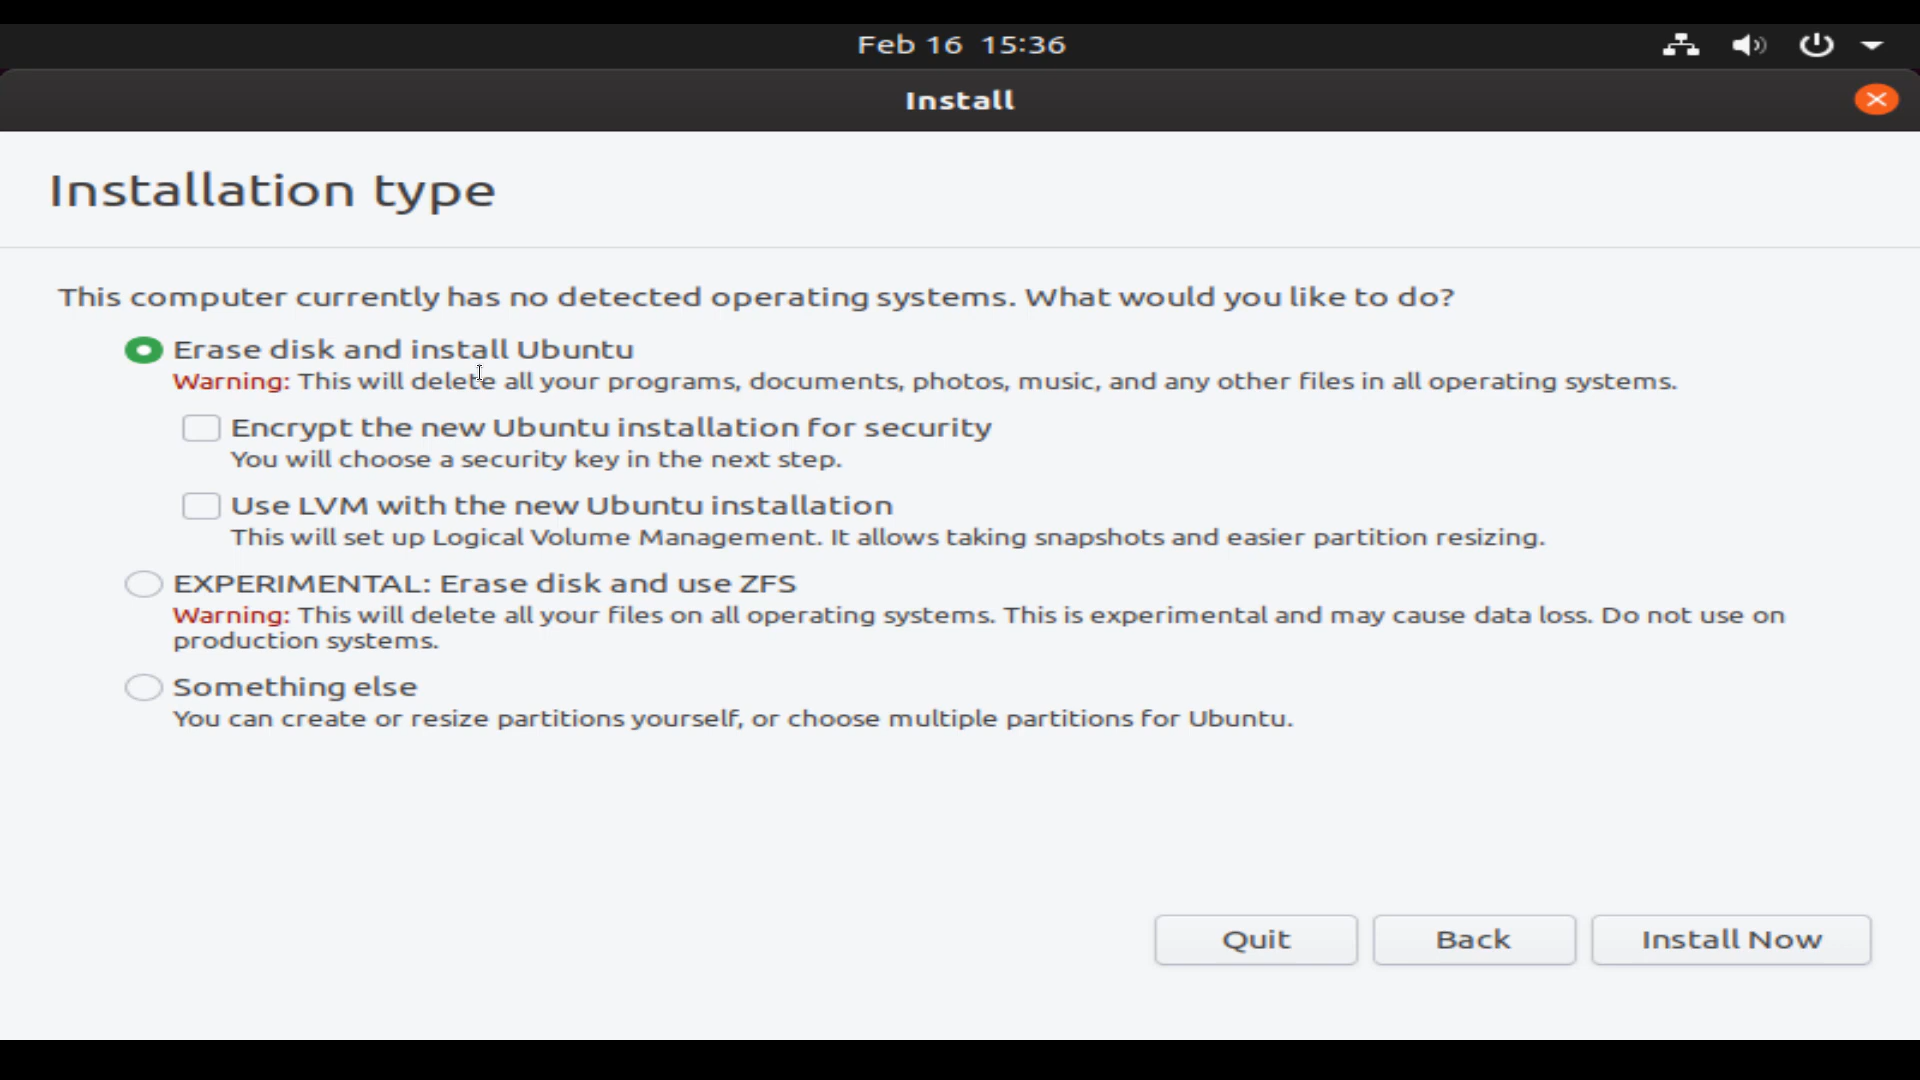 Feb 16 15:36
Install
Installation type
This computer currently has no detected operating systems. What would you like to do?
Erase disk and install Ubuntu
Warning: This will delete all your programs, documents, photos, music, and any other files in all operating systems.
Encrypt the new Ubuntu installation for security
You will choose a security key in the next step.
Use LVM with the new Ubuntu installation
This will set up Logical Volume Management. It allows taking snapshots and easier partition resizing.
EXPERIMENTAL: Erase disk and use ZFS
Warning: This will delete all your files on all operating systems. This is experimental and may cause data loss. Do not use on
production systems.
Something else
You can create or resize partitions yourself, or choose multiple partitions for Ubuntu.
Quit Back Install Now